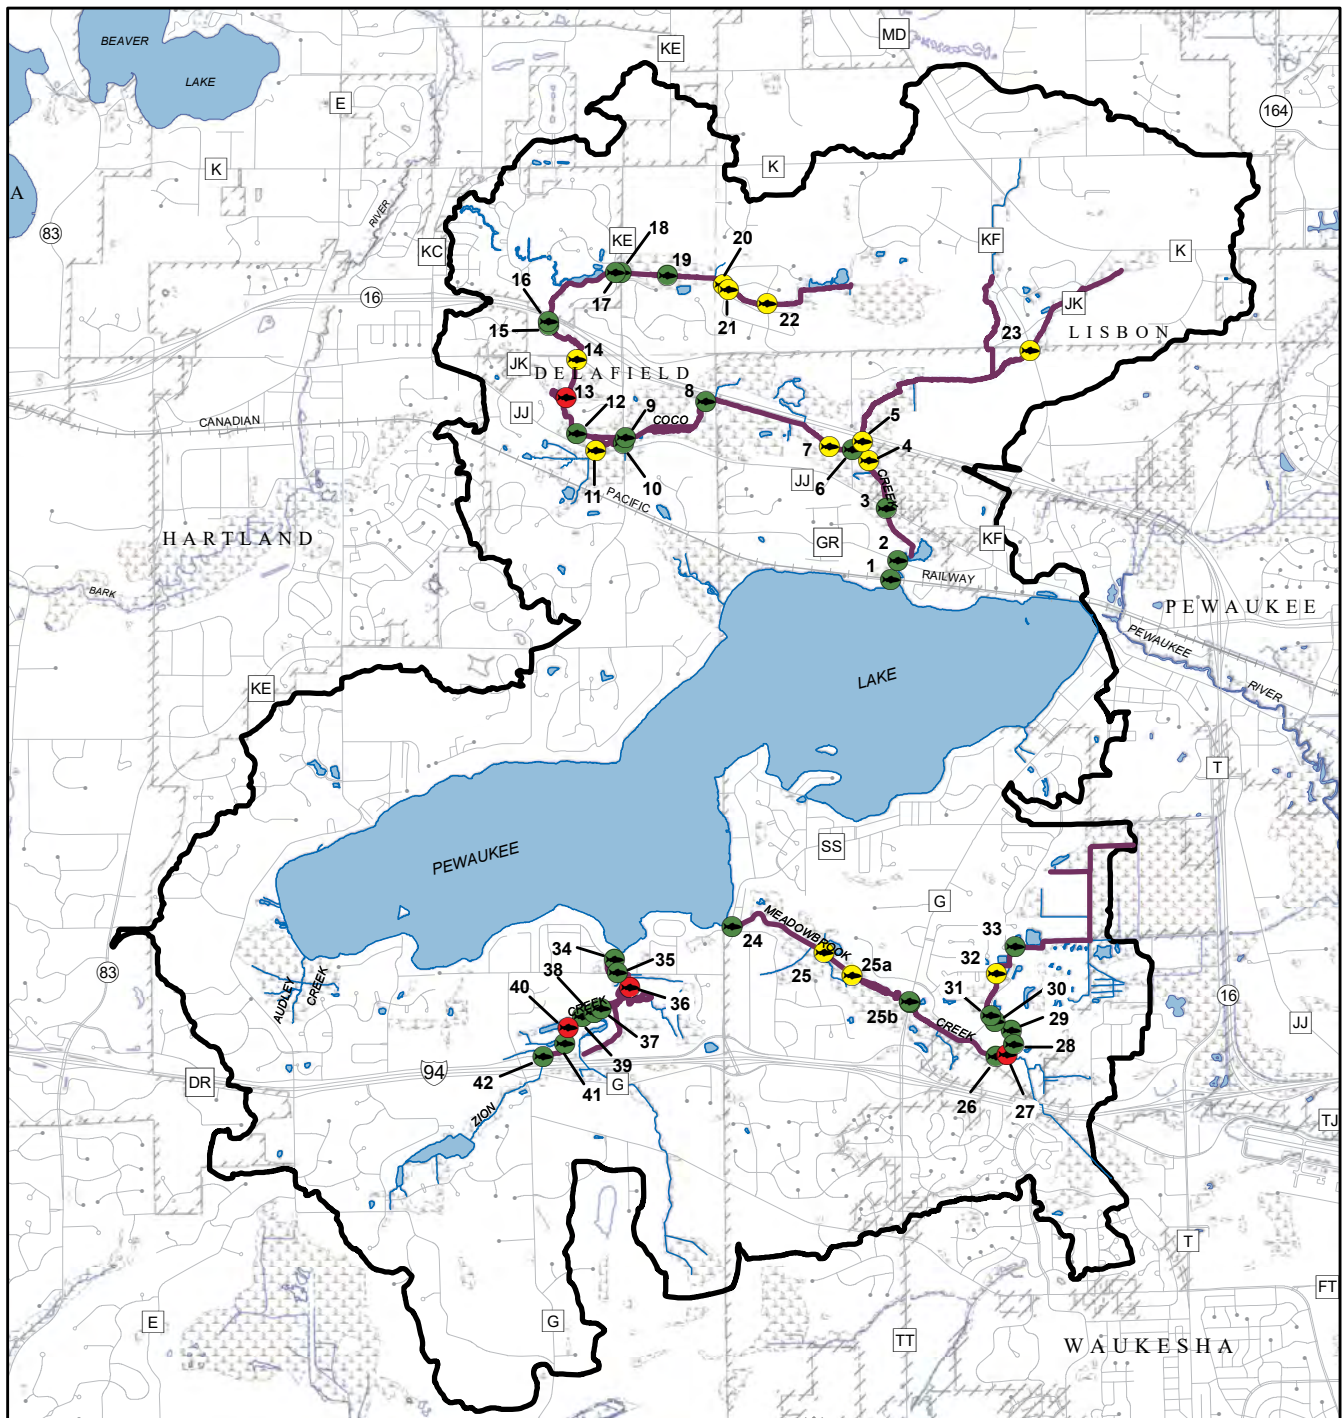 BEAVER
LAKE
KE
MD
E
164
K
K
A
83
RIVER
KC
KE
18
KF
K
16
17
19
20
21
22
JK
16
15
14
23
LISBON
JK
DELAFIELD
13
JJ
12
9
COCO
8
5
CANADIAN
7
4
11
10
6
JJ
CREEK
PACIFIC
3
HARTLAND
GR
2
KF
1
RAILWAY
BARK
PEWAUKEE
PEWAUKEE
RIVER
LAKE
KE
T
SS
PEWAUKEE
G
MEADOWBROOK
24
33
34
25
25a
32
83
AUDLEY
CREEK
38
35
40
36
31
30
16
CREEK
25b
CREEK
29
JJ
37
28
39
42
94
41
G
DR
26
27
ZION
TJ
T
FT
E
G
TT
WAUKESHA